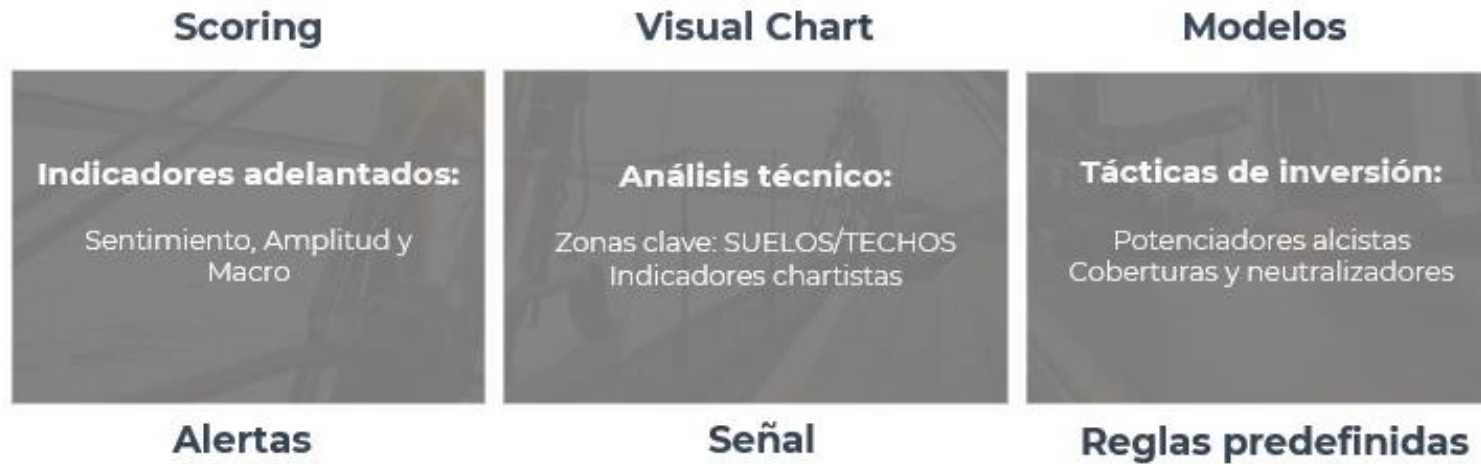 Scoring
Visual Chart
Modelos
Indicadores adelantados:
Sentimiento, Amplitud y
Macro
Análisis técnico:
Zonas clave: SUELOS/TECHOS
Indicadores chartistas
Tácticas de inversión:
Potenciadores alcistas
Coberturas y neutralizadores
Alertas
Señal
Reglas predefinidas